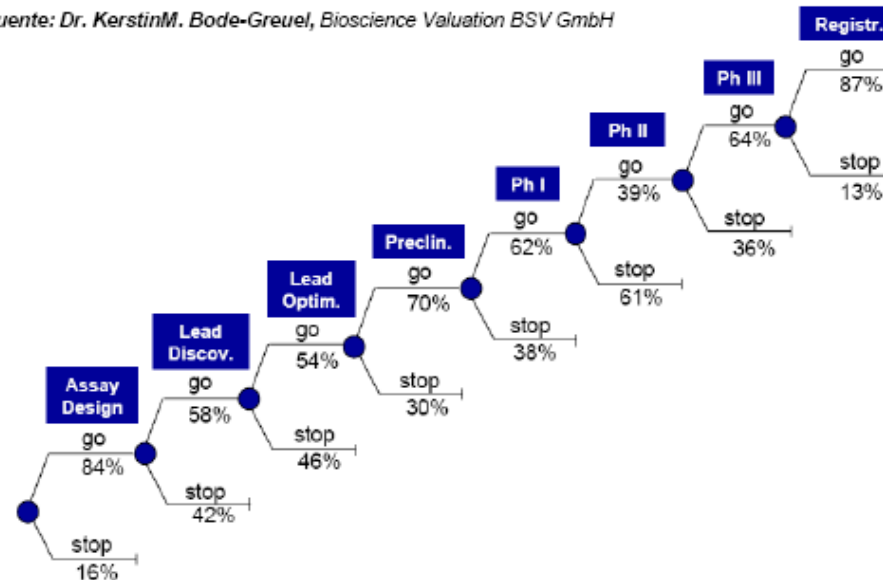 uente: Dr. KerstinM. Bode-Greuel, Bioscience Valuation BSV GmbH
Registr.
go
87%
stop
13%
Ph III
go
64%
stop
36%
Ph II
go
39%
stop
61%
Ph I
go
62%
stop
38%
Preclin.
go
70%
stop
30%
Lead
Optim.
go
54%
stop
46%
Lead
Discov.
go
58%
stop
42%
Assay
Design
go
84%
stop
16%